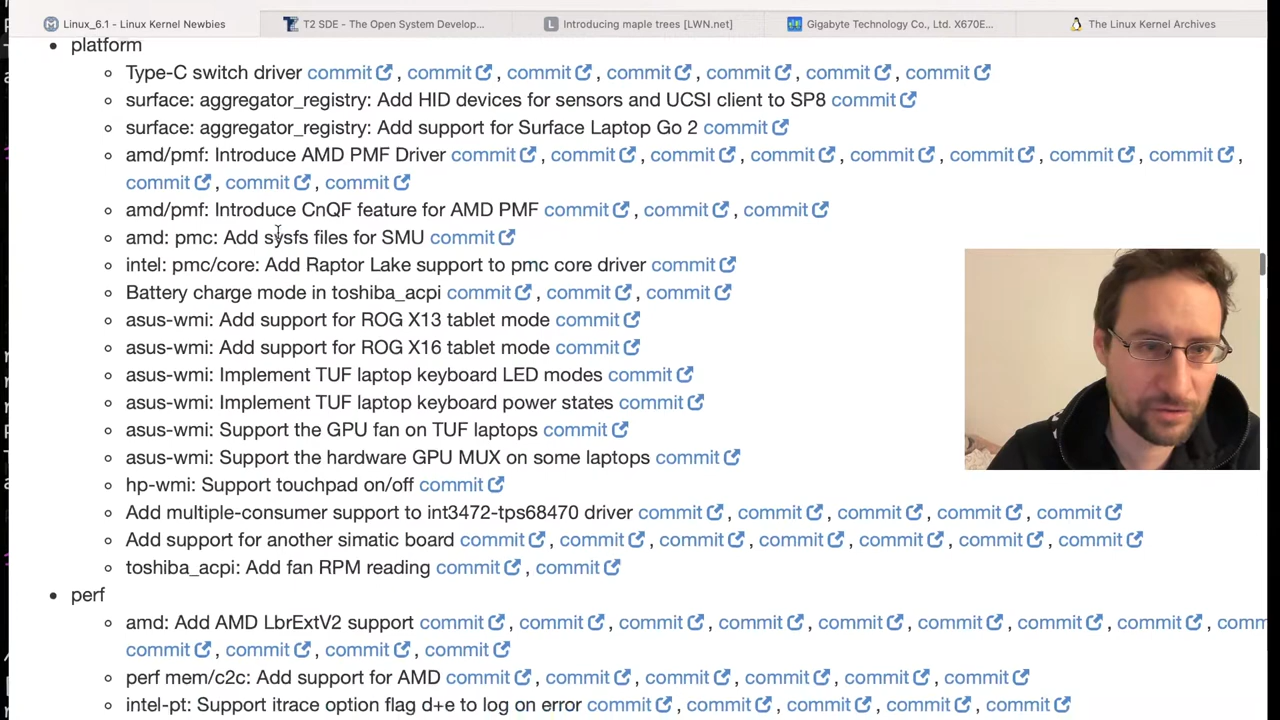 Linux_6.1 - Linux Kernel Newbies
T2 SDE - The Open System Develop...
Introducing maple trees [LWN.net]
Gigabyte Technology Co., Ltd. X670E...
The Linux Kernel Archives
• platform
Type-C switch driver commit , commit , commit , commit , commit , commit , commit
surface: aggregator_registry: Add HID devices for sensors and UCSI client to SP8 commit
surface: aggregator_registry: Add support for Surface Laptop Go 2 commit
amd/pmf: Introduce AMD PMF Driver commit , commit , commit , commit , commit , commit , commit , commit ,
commit , commit , commit
amd/pmf: Introduce CnQF feature for AMD PMF commit , commit , commit
amd: pmc: Add sysfs files for SMU commit
intel: pmc/core: Add Raptor Lake support to pmc core driver commit
Battery charge mode in toshiba_acpi commit , commit , commit
asus-wmi: Add support for ROG X13 tablet mode commit
asus-wmi: Add support for ROG X16 tablet mode commit
asus-wmi: Implement TUF laptop keyboard LED modes commit
asus-wmi: Implement TUF laptop keyboard power states commit
asus-wmi: Support the GPU fan on TUF laptops commit
asus-wmi: Support the hardware GPU MUX on some laptops commit
hp-wmi: Support touchpad on/off commit
Add multiple-consumer support to int3472-tps68470 driver commit , commit , commit , commit , commit
Add support for another simatic board commit , commit , commit , commit , commit , commit , commit
toshiba_acpi: Add fan RPM reading commit , commit
• perf
amd: Add AMD LbrExtV2 support commit , commit , commit , commit , commit , commit , commit , commit , comm
commit , commit , commit , commit
perf mem/c2c: Add support for AMD commit , commit , commit , commit , commit , commit
intel-pt: Support itrace option flag d+e to log on error commit , commit , commit , commit , commit